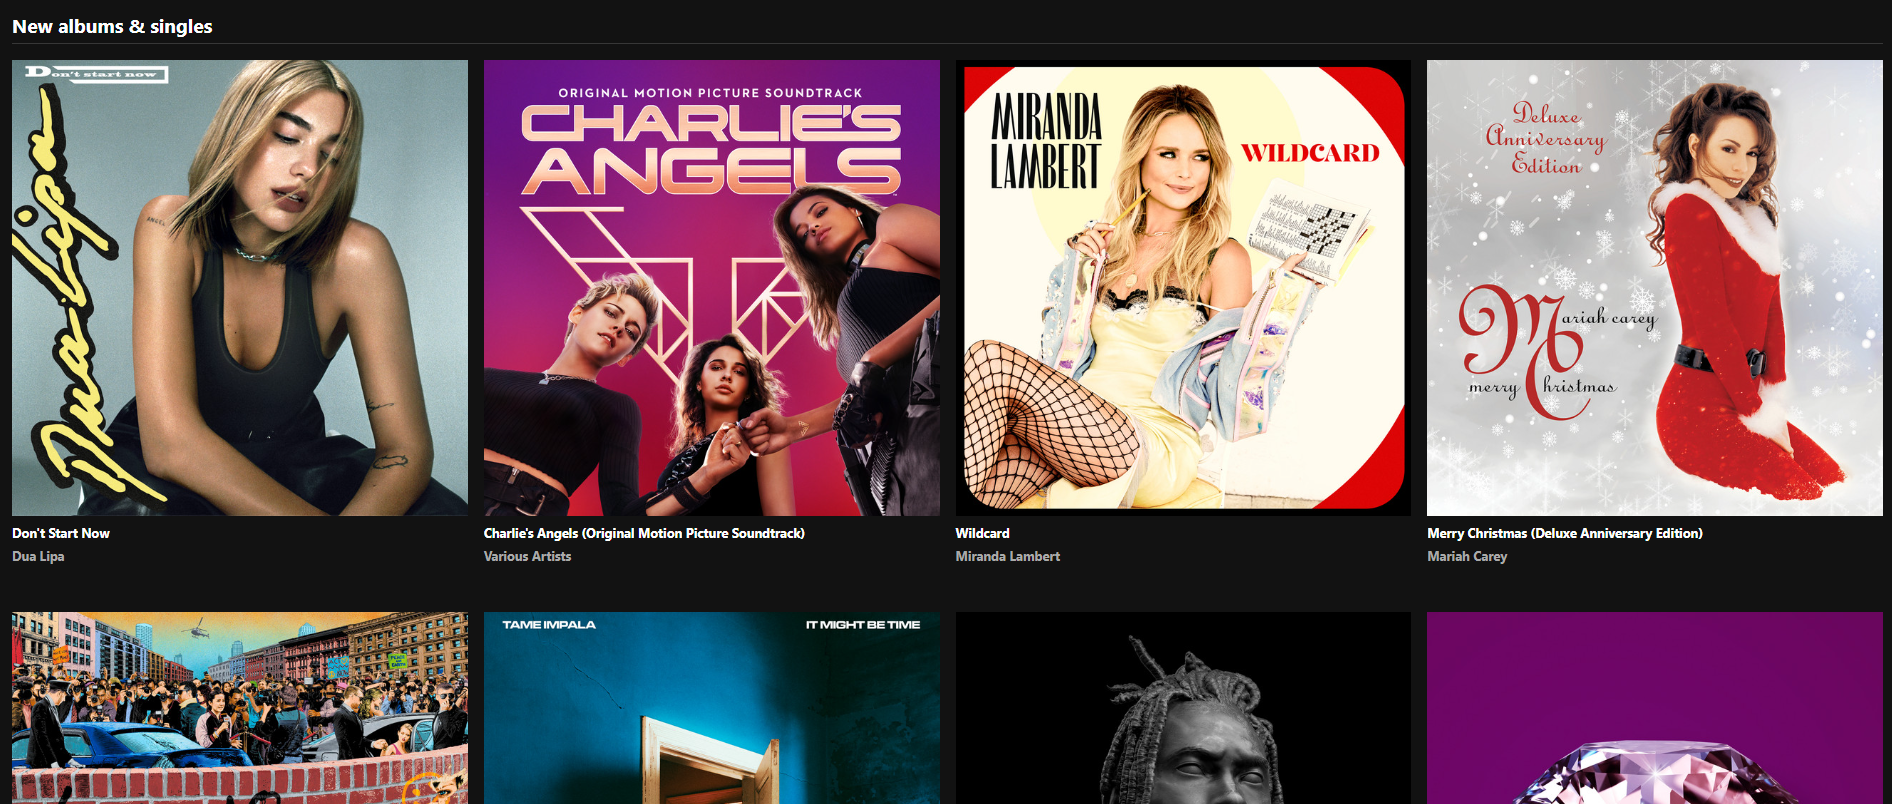 New albums & singles
Don't start now
Dua Lipa
ANGEL
ORIGINAL MOTION PICTURE SOUNDTRACK
CHARLIE'S
ANGELS
MIRANDA
LAMBERT
WILDCARD
Deluxe
Anniversary
Edition
Mariah carey
merry Christmas
Don't Start Now
Dua Lipa
Charlie's Angels (Original Motion Picture Soundtrack)
Various Artists
Wildcard
Miranda Lambert
Merry Christmas (Deluxe Anniversary Edition)
Mariah Carey
TAME IMPALA
IT MIGHT BE TIME